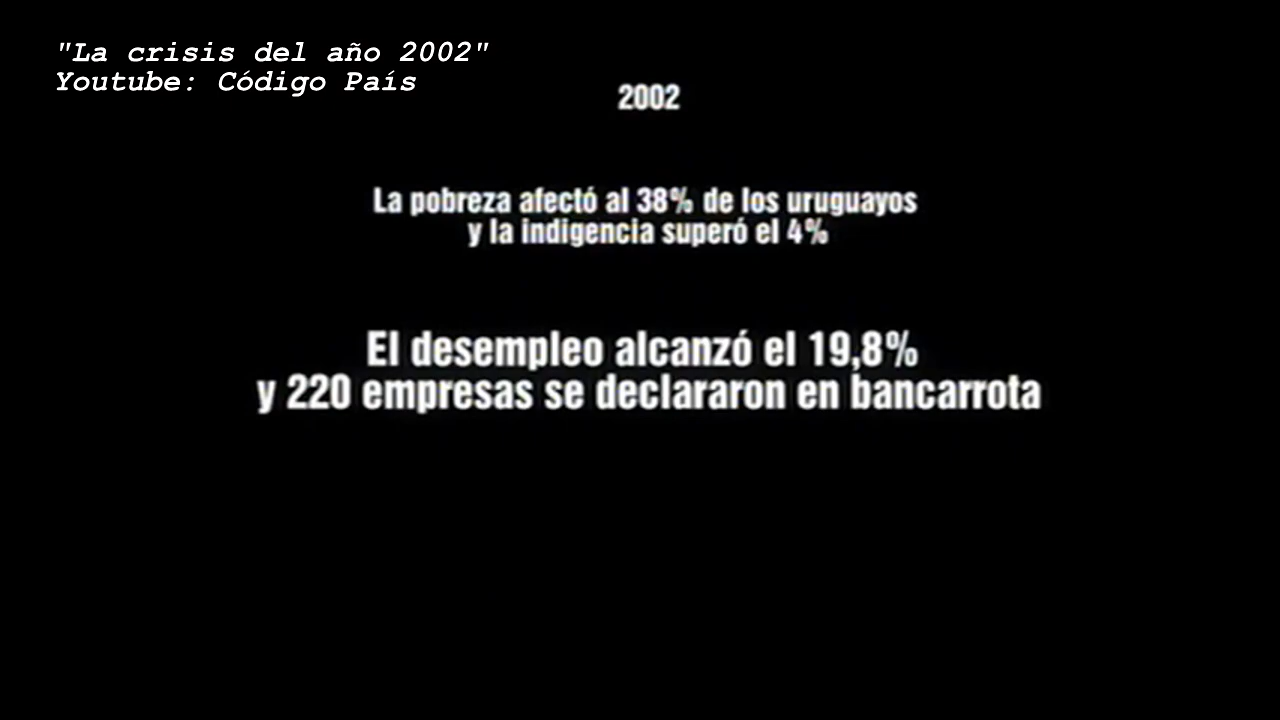 "La crisis del año 2002"
Youtube: Código País
2002
La pobreza afectó al 38% de los uruguayos
y la indigencia superó el 4%
El desempleo alcanzó el 19,8%
y 220 empresas se declararon en bancarrota